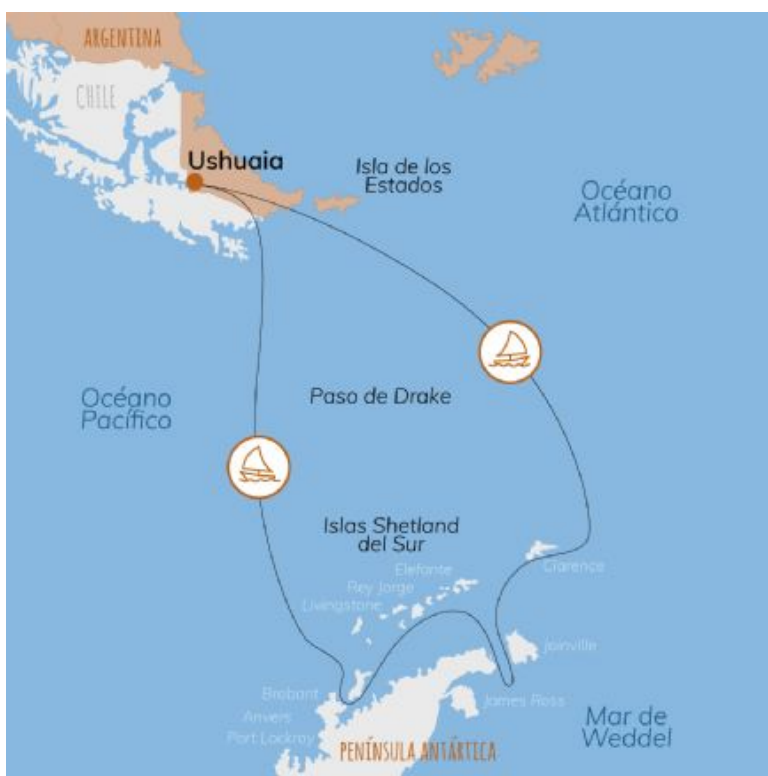 ARGENTINA
CHILE
Ushuaia
Isla de los
Estados
Océano
Atlántico
Océano
Pacífico
Paso de Drake
Islas Shetland
del Sur
Elefante
Clarence
Rey Jorge
Livingstone
Joinville
Brabant
James Ross
Anvers
Port Lockroy
Mar de
Weddel
PENÍNSULA ANTÁRTICA